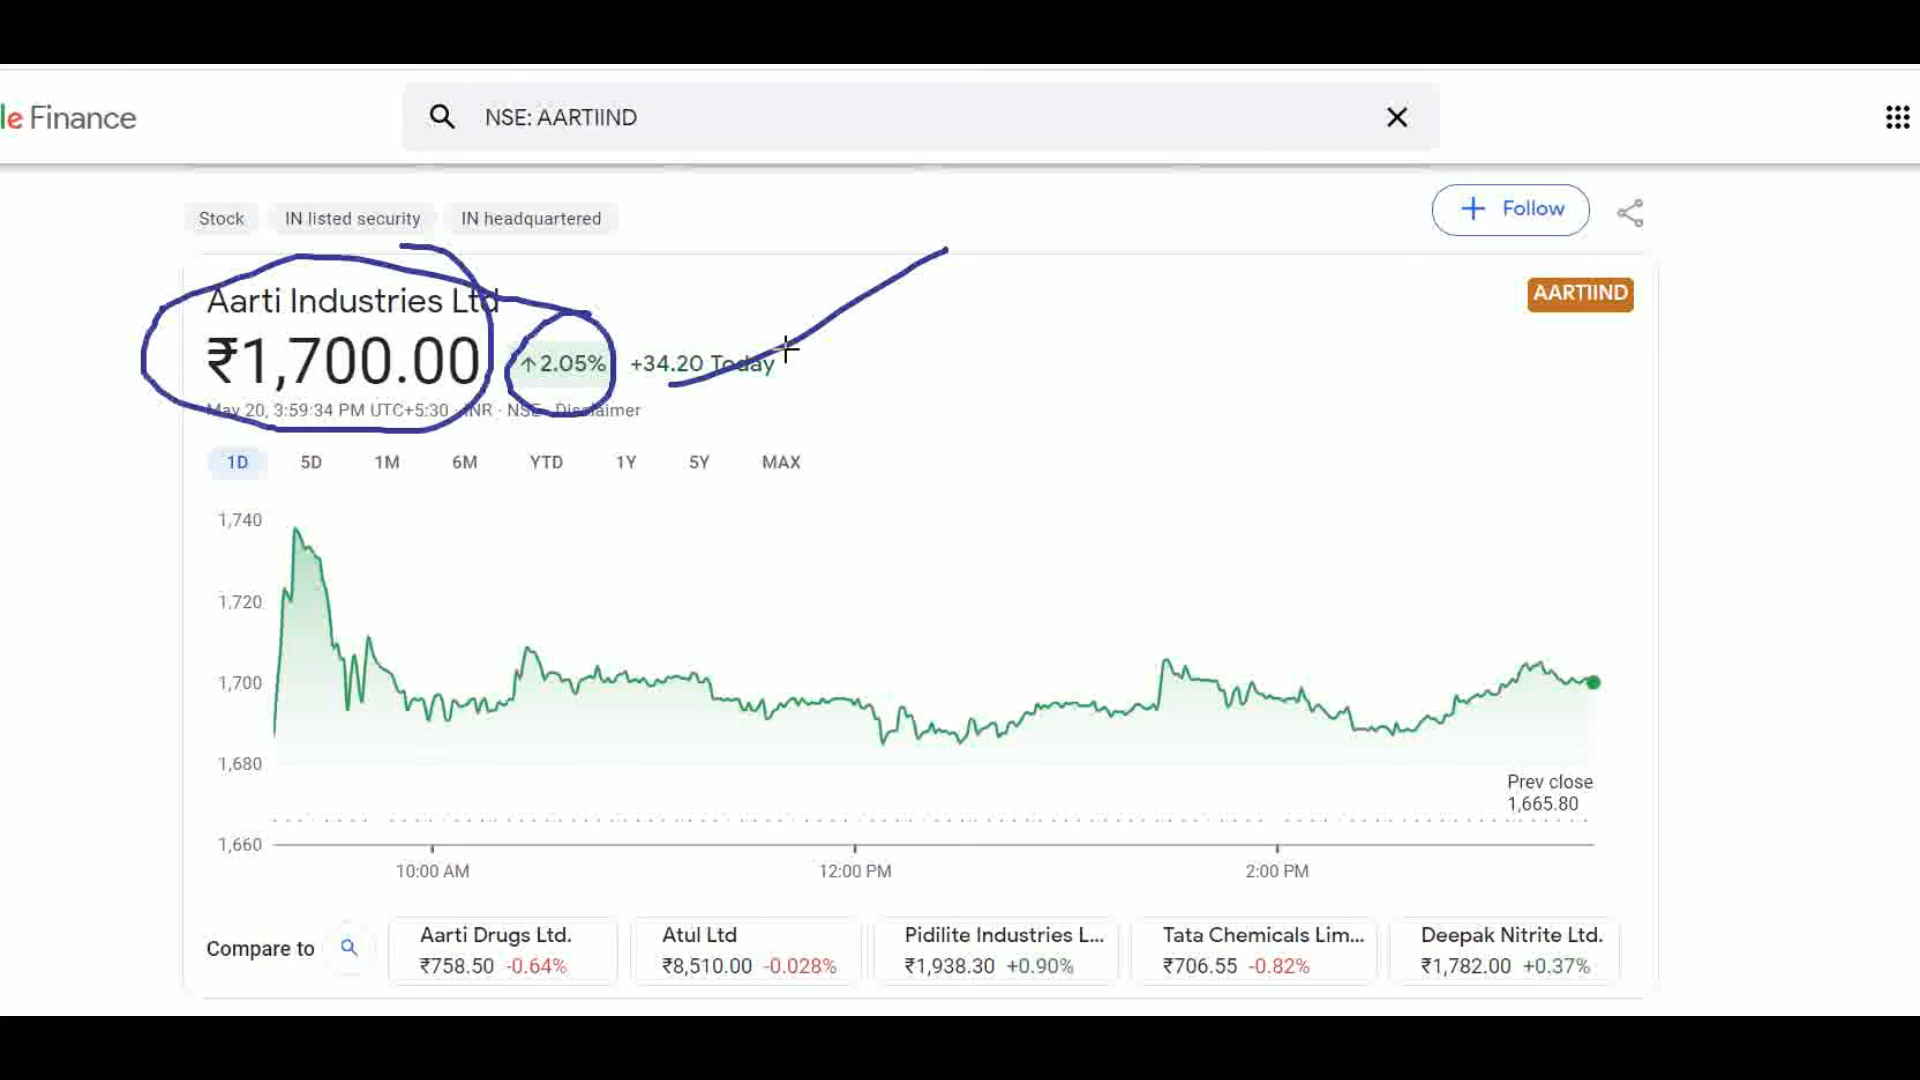 le Finance
NSE: AARTIIND
Stock
IN listed security
IN headquartered
Follow
Aarti Industries Ltd
AARTIIND
₹1,700.00
↑2.05%
+34.20 Today
May 20, 3:59:34 PM UTC+5:30 · INR · NSE · Disclaimer
1D
5D
1M
6M
YTD
1Y
5Y
MAX
1,740
1,720
1,700
1,680
1,660
Prev close
1,665.80
10:00 AM
12:00 PM
2:00 PM
Compare to
Aarti Drugs Ltd.
₹758.50 -0.64%
Atul Ltd
₹8,510.00 -0.028%
Pidilite Industries L...
₹1,938.30 +0.90%
Tata Chemicals Lim...
₹706.55 -0.82%
Deepak Nitrite Ltd.
₹1,782.00 +0.37%